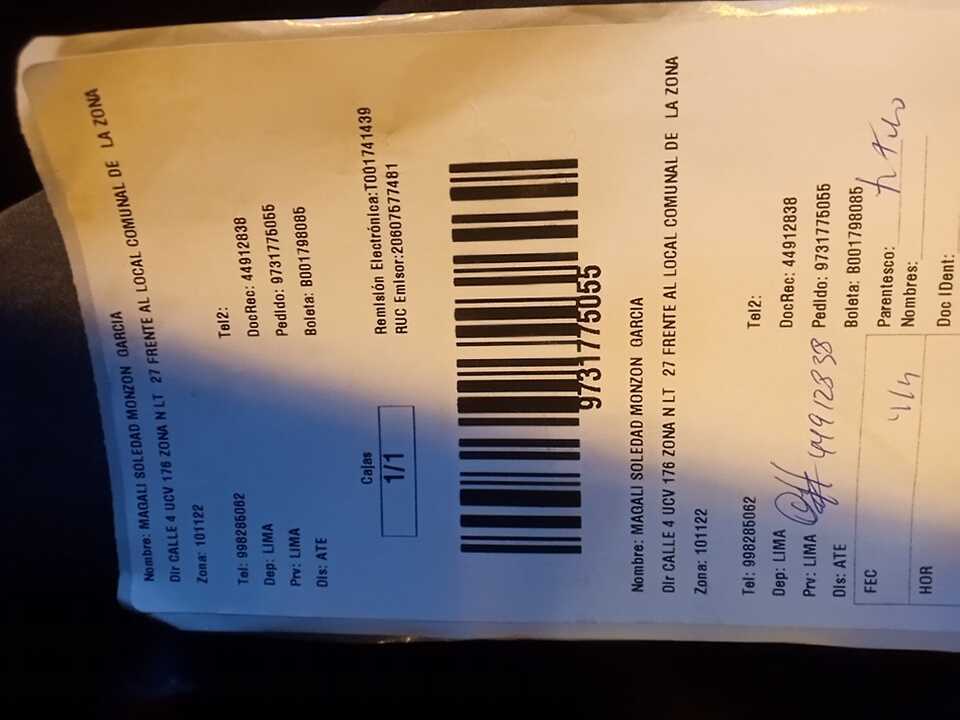 Nombre: MAGALI SOLEDAD MONZON GARCIA
Dir CALLE 4 UCV 176 ZONA N LT 27 FRENTE AL LOCAL COMUNAL DE LA ZONA
Zona: 101122
Tel: 998285062 Tel2:
Dep: LIMA DocRec: 44912838
Prv: LIMA Pedido: 9731775055
Dis: ATE Boleta: B001798085
Cajas Remisión Electrónica:T001741439
1/1 RUC Emisor:20607577481
9731775055
Nombre: MAGALI SOLEDAD MONZON GARCIA
Dir CALLE 4 UCV 176 ZONA N LT 27 FRENTE AL LOCAL COMUNAL DE LA ZONA
Zona: 101122
Tel: 998285062 Tel2:
Dep: LIMA DocRec: 44912838
Prv: LIMA 44912838 Pedido: 9731775055
Dis: ATE Boleta: B001798085
FEC Parentesco:
HOR Nombres:
Doc IDent: